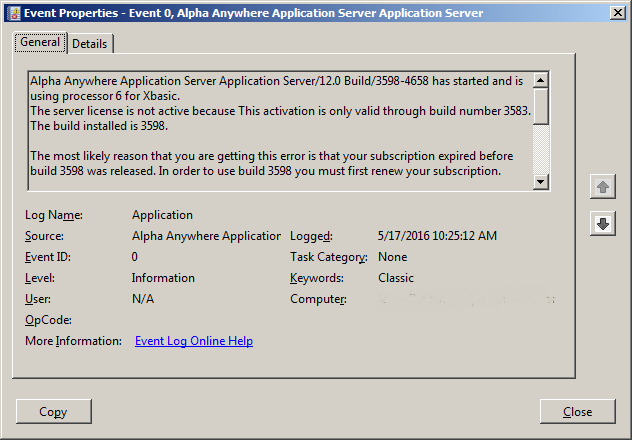 Event Properties - Event 0, Alpha Anywhere Application Server Application Server
General Details
Alpha Anywhere Application Server Application Server/12.0 Build/3598-4658 has started and is
using processor 6 for Xbasic.
The server license is not active because This activation is only valid through build number 3583.
The build installed is 3598.
The most likely reason that you are getting this error is that your subscription expired before
build 3598 was released. In order to use build 3598 you must first renew your subscription.
Log Name: Application
Source: Alpha Anywhere Application Logged: 5/17/2016 10:25:12 AM
Event ID: 0 Task Category: None
Level: Information Keywords: Classic
User: N/A Computer:
OpCode:
More Information: Event Log Online Help
Copy Close